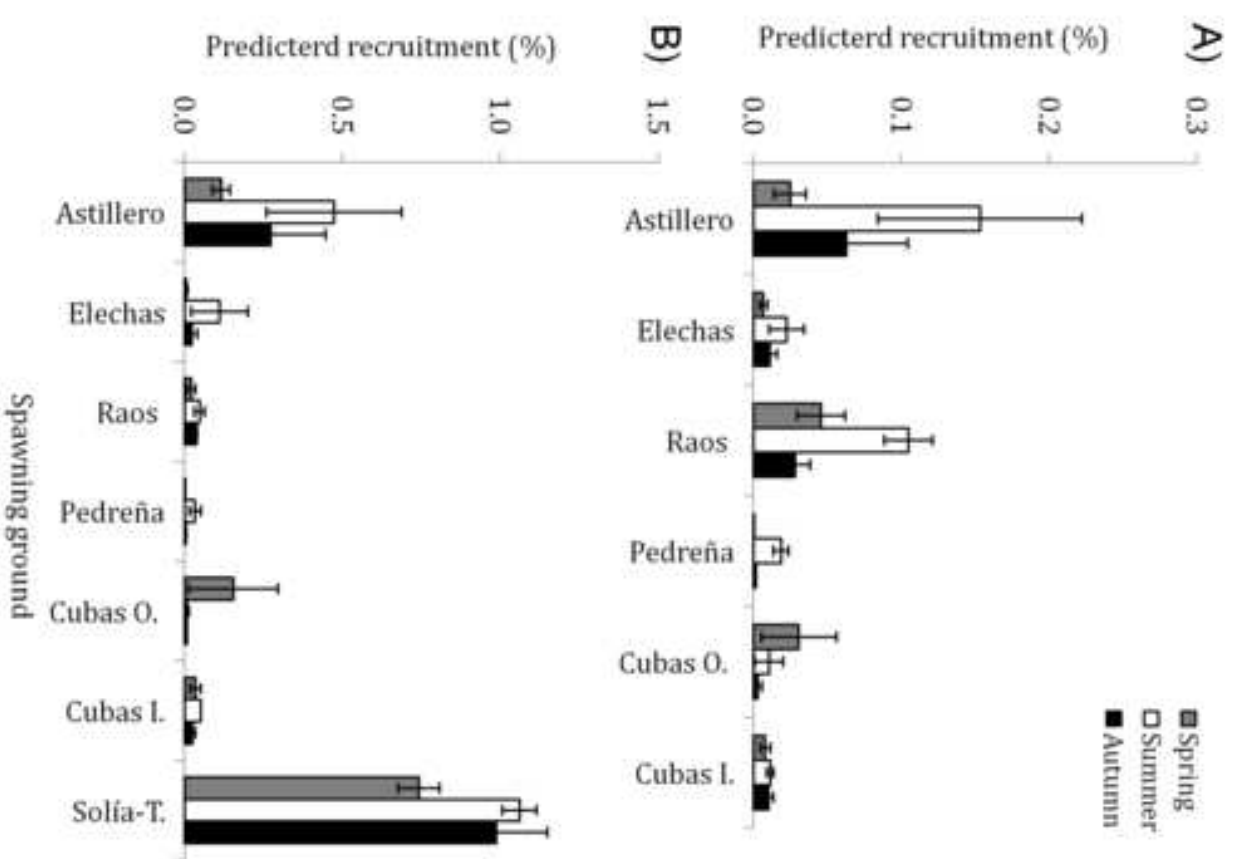 A)
Predicterd recruitment (%)
0.3
0.2
0.1
0.0
Spring
Summer
Autumn
Astillero
Elechas
Raos
Pedreña
Cubas O.
Cubas I.
B)
Predicterd recruitment (%)
1.5
1.0
0.5
0.0
Astillero
Elechas
Raos
Pedreña
Cubas O.
Cubas I.
Solía-T.
Spawning ground